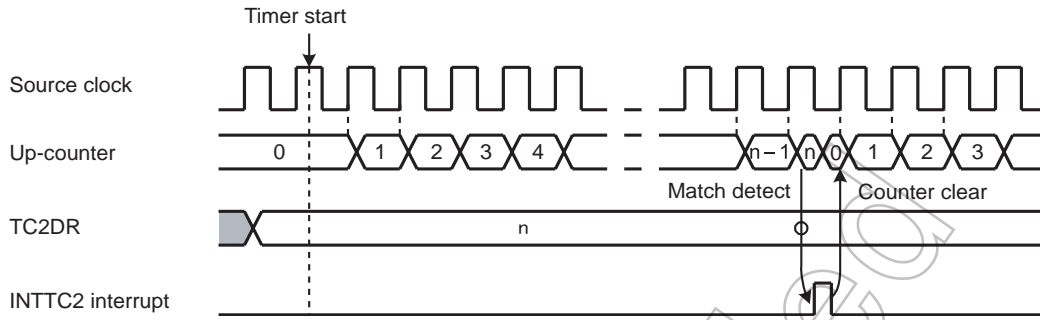 Timer start
Source clock
Up-counter 0 1 2 3 4 n–1 n 0 1 2 3
Match detect Counter clear
TC2DR n
INTTC2 interrupt